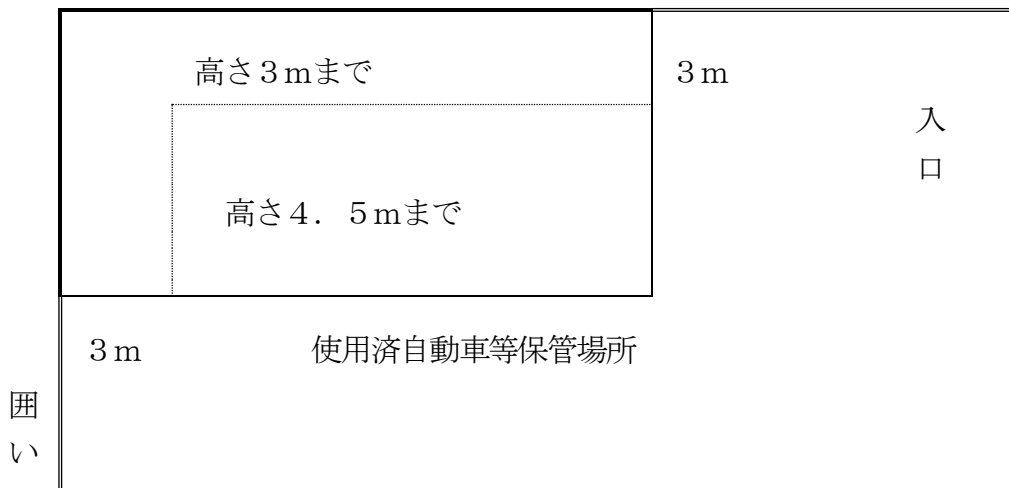 高さ３ｍまで
３ｍ
入口
高さ４．５ｍまで
３ｍ
使用済自動車等保管場所
囲い